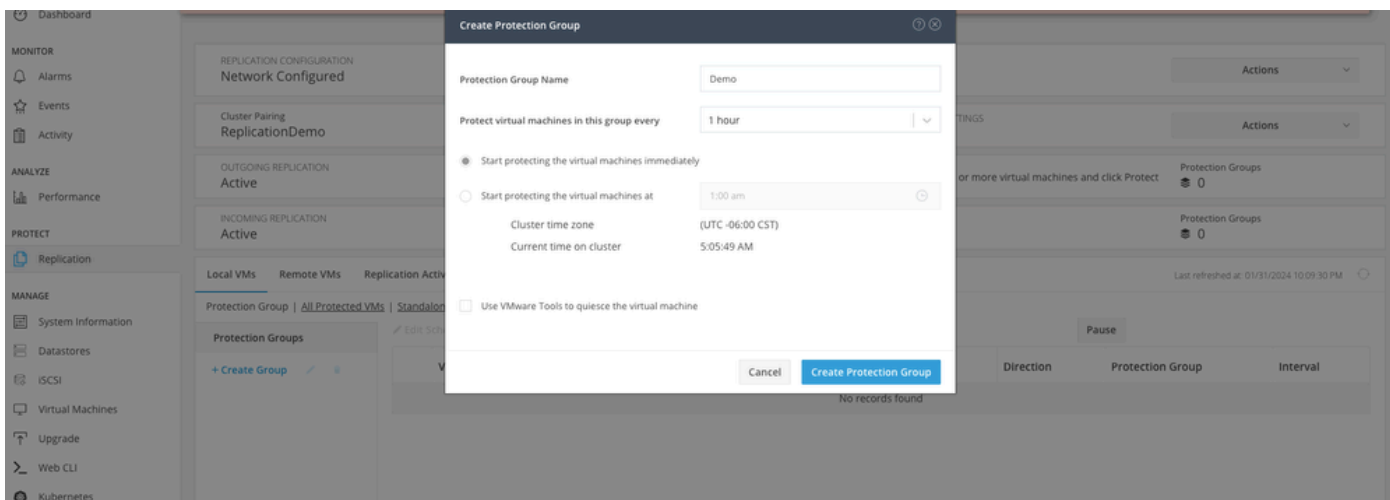 Dashboard
MONITOR
Alarms
Events
Activity
ANALYZE
Performance
PROTECT
Replication
MANAGE
System Information
Datastores
iSCSI
Virtual Machines
Upgrade
Web CLI
Kubernetes
REPLICATION CONFIGURATION
Network Configured
Actions
Cluster Pairing
ReplicationDemo
TINGS
Actions
OUTGOING REPLICATION
Active
or more virtual machines and click Protect
Protection Groups
0
INCOMING REPLICATION
Active
Protection Groups
0
Local VMs Remote VMs Replication Activ
Last refreshed at: 01/31/2024 10:09:30 PM
Protection Group | All Protected VMs | Standalon
Protection Groups
Edit Sch
Pause
+ Create Group
V
Direction Protection Group Interval
No records found
Create Protection Group
Protection Group Name Demo
Protect virtual machines in this group every 1 hour
Start protecting the virtual machines immediately
Start protecting the virtual machines at 1:00 am
Cluster time zone (UTC -06:00 CST)
Current time on cluster 5:05:49 AM
Use VMware Tools to quiesce the virtual machine
Cancel Create Protection Group